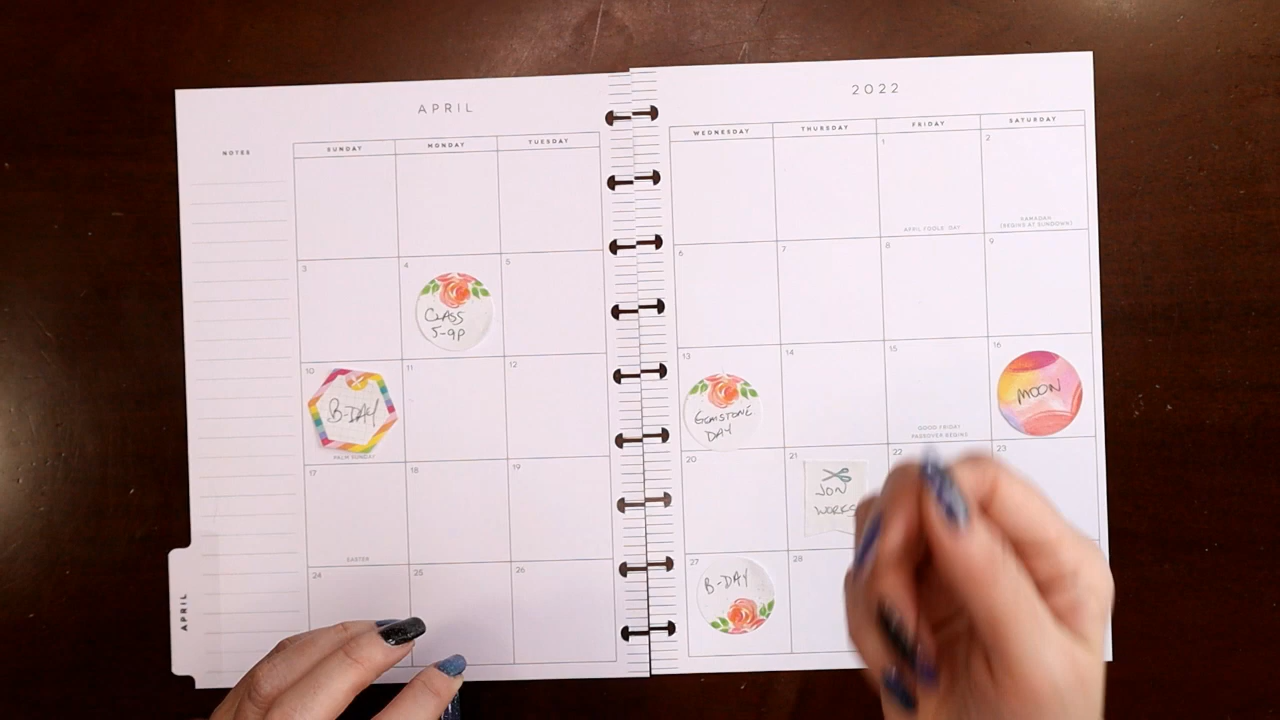 APRIL
2022
NOTES
SUNDAY
MONDAY
TUESDAY
WEDNESDAY
THURSDAY
FRIDAY
SATURDAY
1
APRIL FOOLS' DAY
2
RAMADAN
(BEGINS AT SUNDOWN)
3
4
CLASS
5-9P
5
6
7
8
9
10
B-DAY
PALM SUNDAY
11
12
13
GEMSTONE
DAY
14
15
GOOD FRIDAY
PASSOVER BEGINS
16
MOON
17
EASTER
18
19
20
21
JON
WORKS
22
23
24
25
26
27
B-DAY
28
APRIL